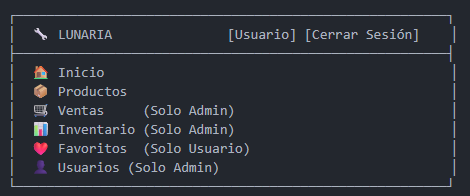 🔧 LUNARIA [Usuario] [Cerrar Sesión]
🏠 Inicio
📦 Productos
🛒 Ventas (Solo Admin)
📊 Inventario (Solo Admin)
❤️ Favoritos (Solo Usuario)
👤 Usuarios (Solo Admin)